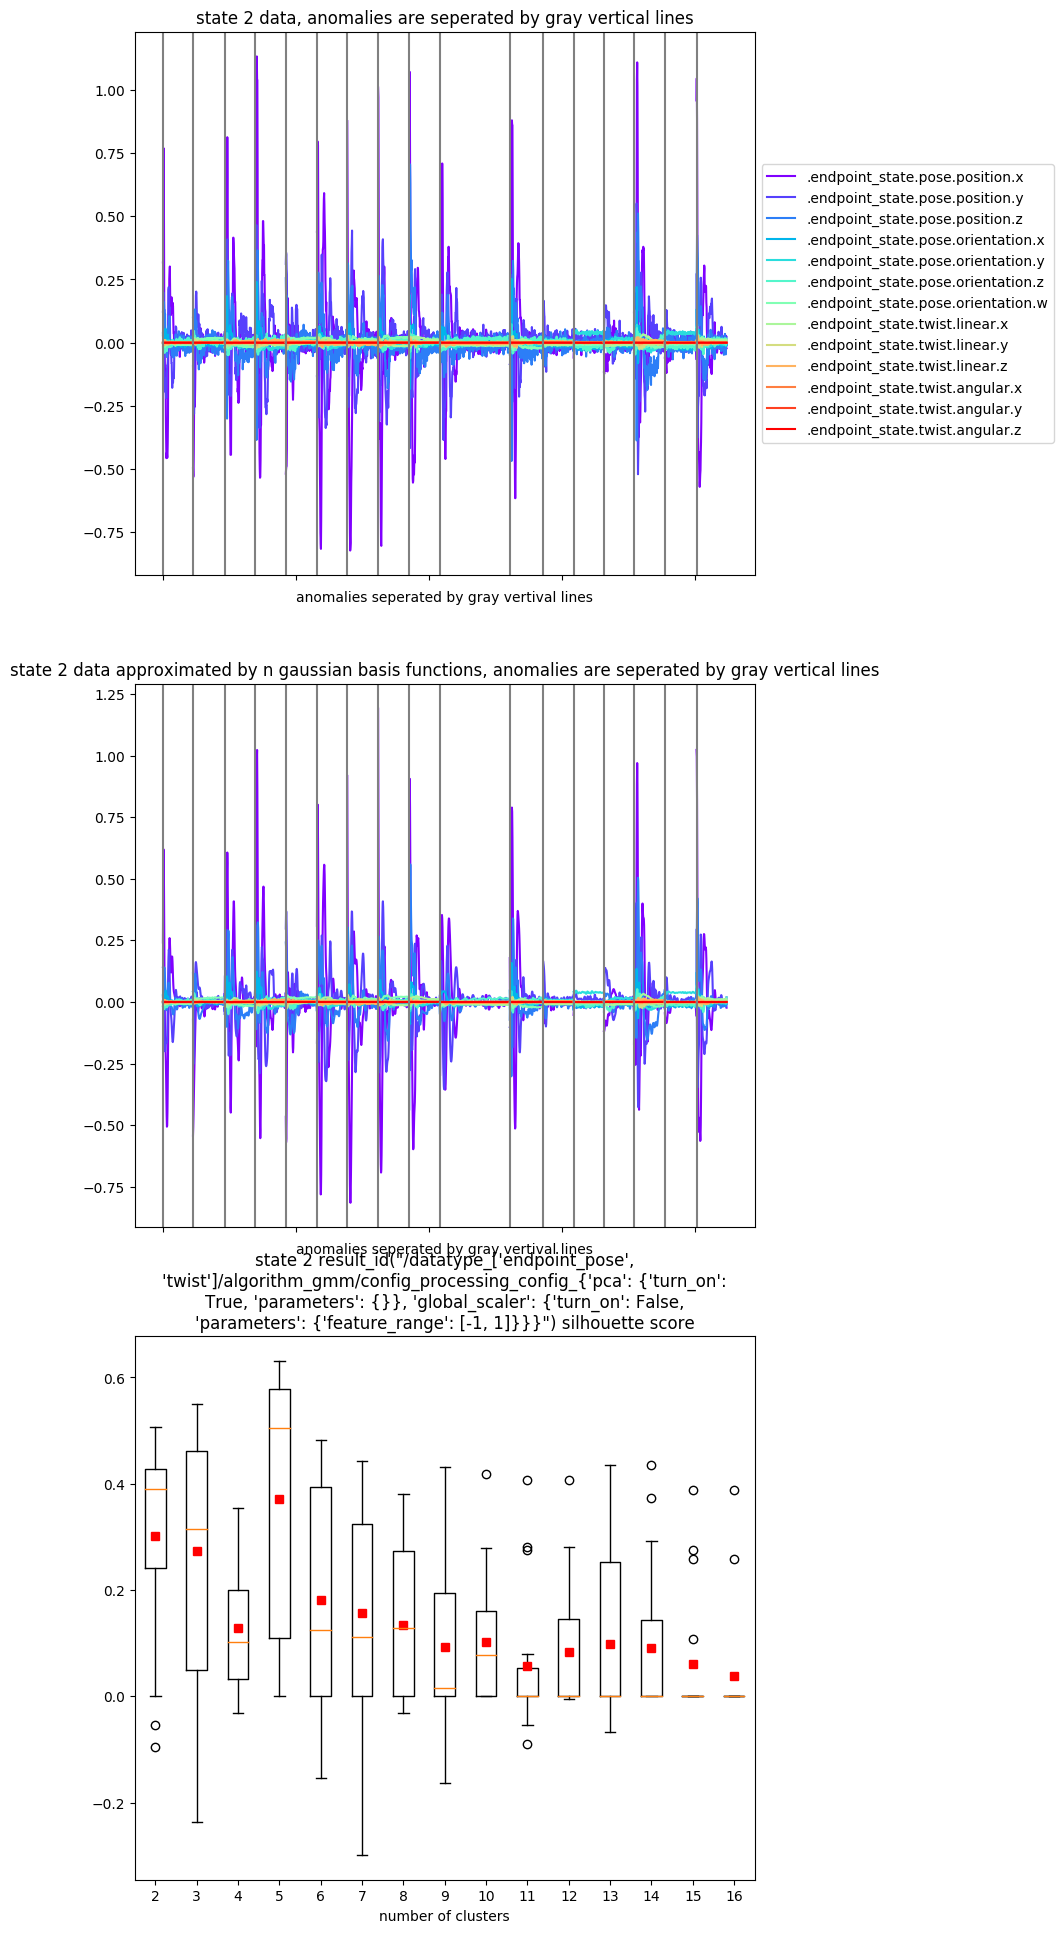 state 2 data, anomalies are seperated by gray vertical lines
1.00
0.75
0.50
0.25
0.00
−0.25
−0.50
−0.75
anomalies seperated by gray vertival lines
.endpoint_state.pose.position.x
.endpoint_state.pose.position.y
.endpoint_state.pose.position.z
.endpoint_state.pose.orientation.x
.endpoint_state.pose.orientation.y
.endpoint_state.pose.orientation.z
.endpoint_state.pose.orientation.w
.endpoint_state.twist.linear.x
.endpoint_state.twist.linear.y
.endpoint_state.twist.linear.z
.endpoint_state.twist.angular.x
.endpoint_state.twist.angular.y
.endpoint_state.twist.angular.z
state 2 data approximated by n gaussian basis functions, anomalies are seperated by gray vertical lines
1.25
1.00
0.75
0.50
0.25
0.00
−0.25
−0.50
−0.75
anomalies seperated by gray vertival lines
state 2 result_id("/datatype_['endpoint_pose',
'twist']/algorithm_gmm/config_processing_config_{'pca': {'turn_on':
True, 'parameters': {}}, 'global_scaler': {'turn_on': False,
'parameters': {'feature_range': [-1, 1]}}}") silhouette score
0.6
0.4
0.2
0.0
−0.2
2 3 4 5 6 7 8 9 10 11 12 13 14 15 16
number of clusters